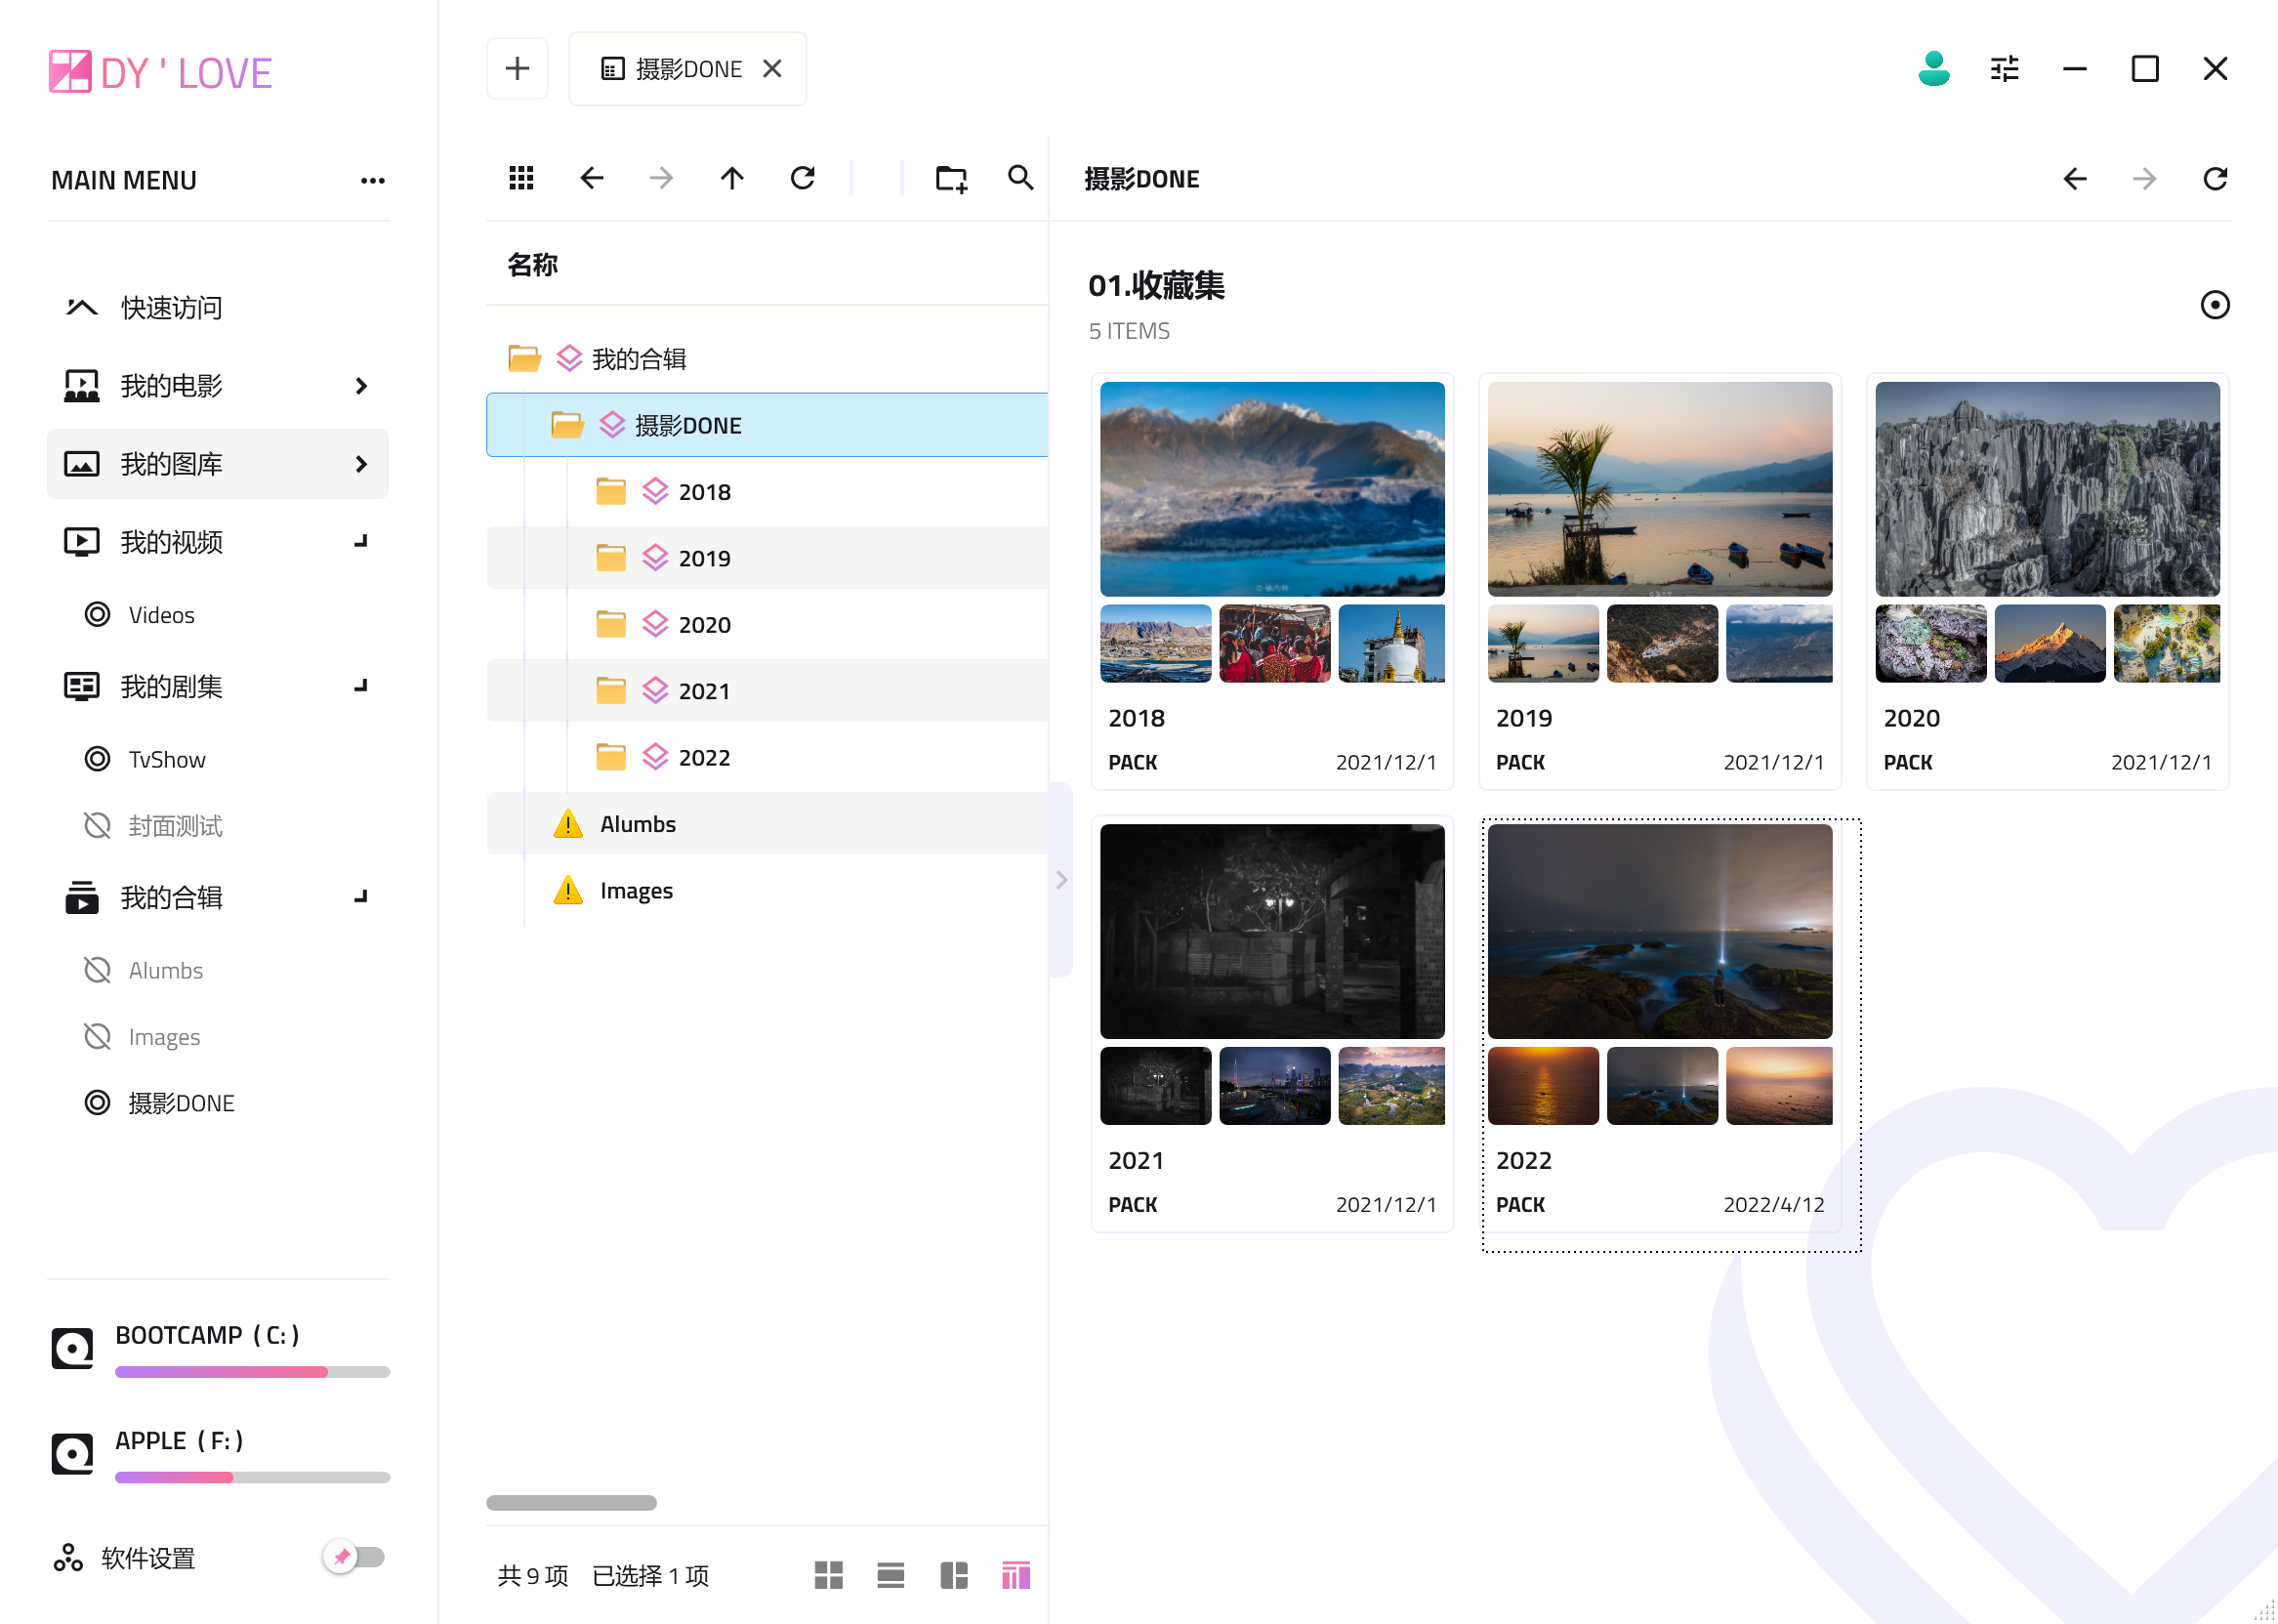 DY ' LOVE
MAIN MENU
快速访问
我的电影
我的图库
我的视频
Videos
我的剧集
TvShow
封面测试
我的合辑
Alumbs
Images
摄影DONE
BOOTCAMP ( C: )
APPLE ( F: )
软件设置
摄影DONE
名称
我的合辑
摄影DONE
2018
2019
2020
2021
2022
Alumbs
Images
共 9 项 已选择 1 项
摄影DONE
01.收藏集
5 ITEMS
2018
PACK 2021/12/1
2019
PACK 2021/12/1
2020
PACK 2021/12/1
2021
PACK 2021/12/1
2022
PACK 2022/4/12